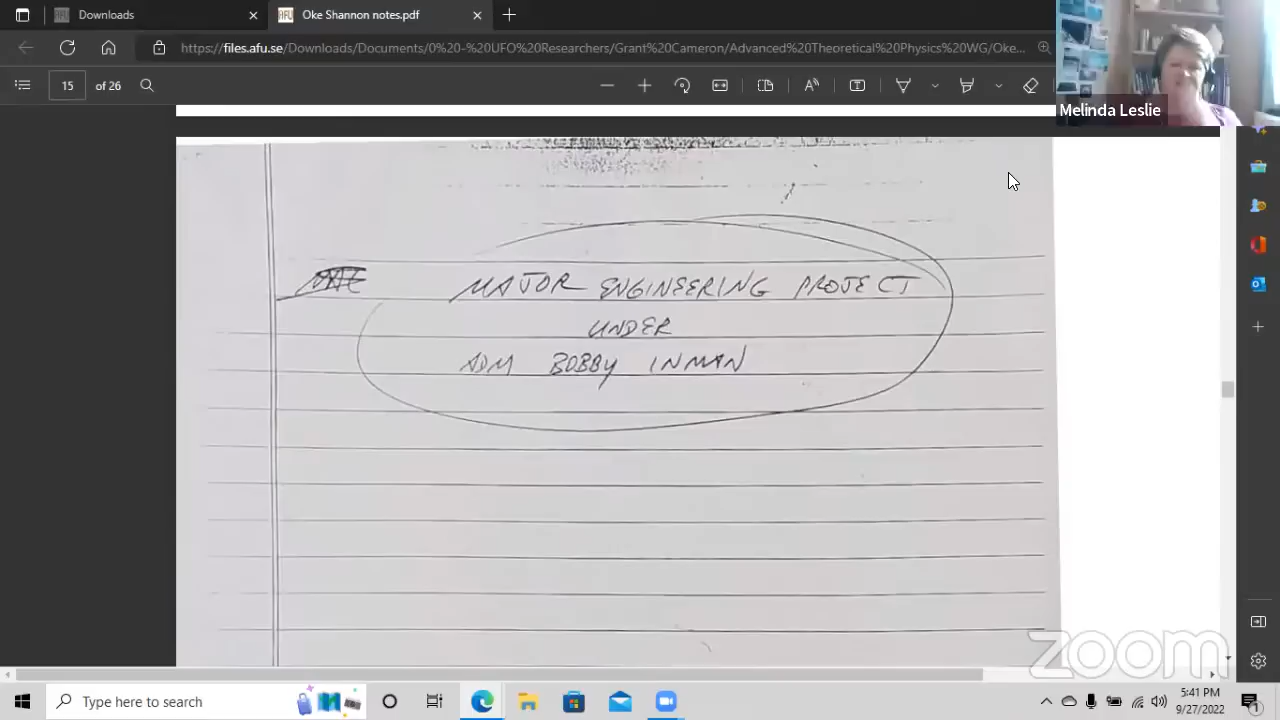 Downloads
Oke Shannon notes.pdf
https://files.afu.se/Downloads/Documents/0%20-%20UFO%20Researchers/Grant%20Cameron/Advanced%20Theoretical%20Physics%20WG/Oke...
15 of 26
Melinda Leslie
MAJOR ENGINEERING PROJECT
UNDER
ADM BOBBY INMAN
zoom
Type here to search
5:41 PM
9/27/2022